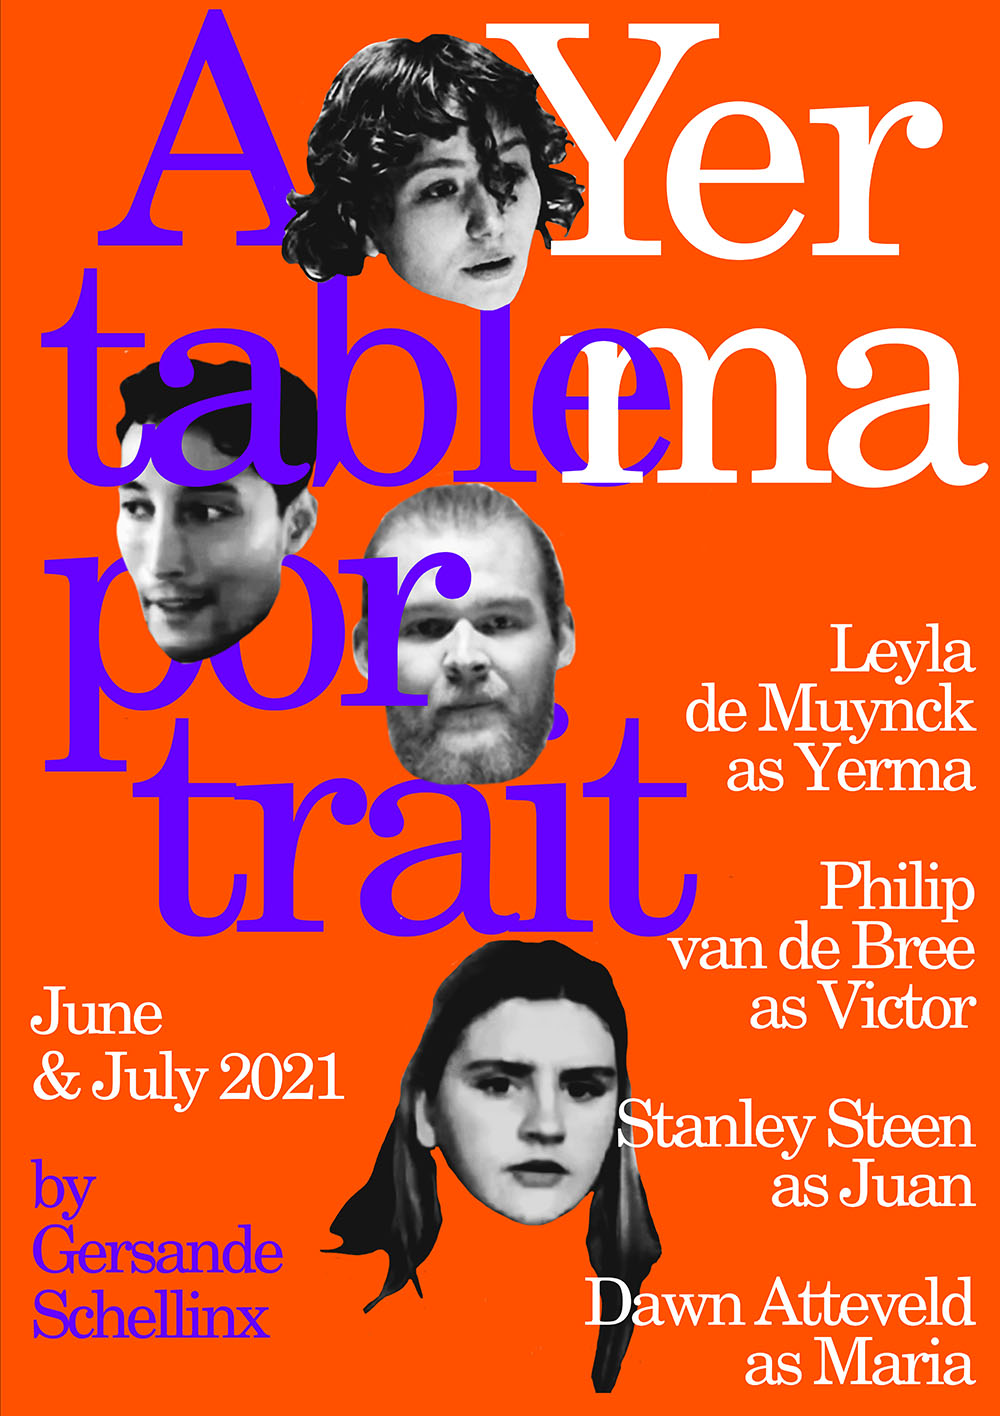 A
table
por
trait
Yer
ma
Leyla
de Muynck
as Yerma
Philip
van de Bree
as Victor
Stanley Steen
as Juan
Dawn Atteveld
as Maria
June
& July 2021
by
Gersande
Schellinx